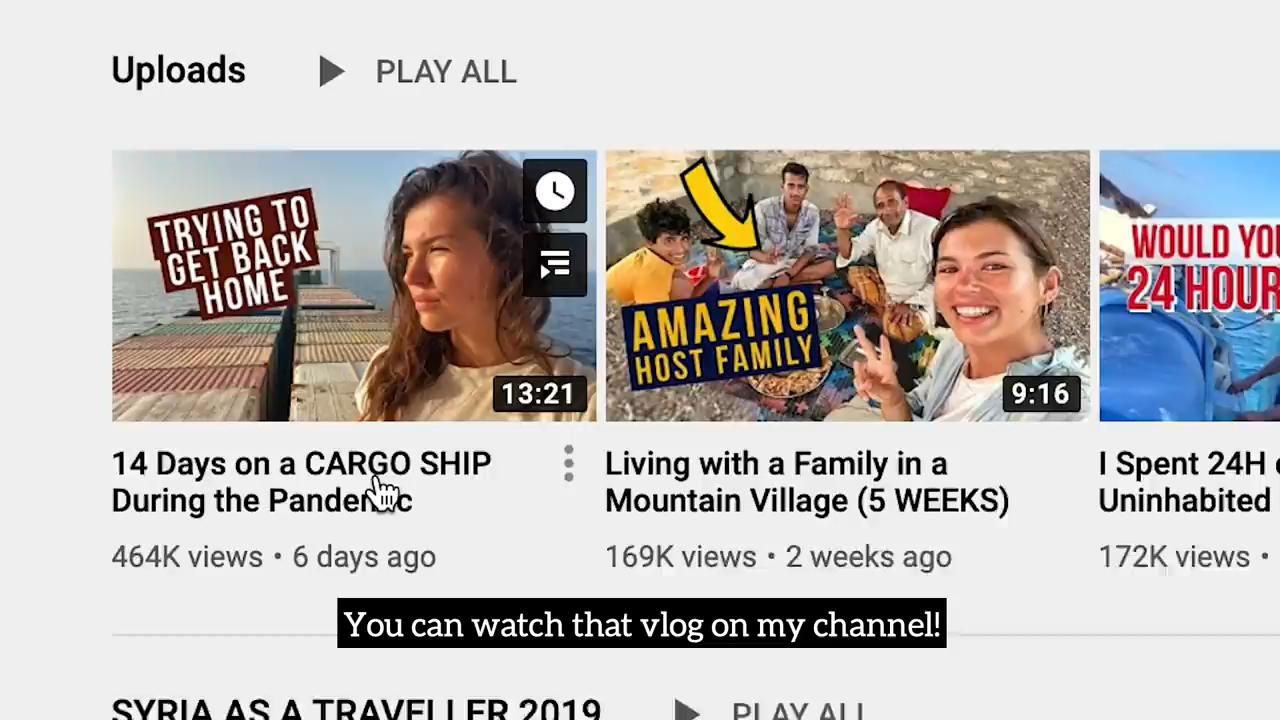 Uploads
PLAY ALL
TRYING TO
GET BACK
HOME
13:21
AMAZING
HOST FAMILY
9:16
WOULD YOU
24 HOUR
14 Days on a CARGO SHIP
During the Pandemic
464K views • 6 days ago
Living with a Family in a
Mountain Village (5 WEEKS)
169K views • 2 weeks ago
I Spent 24H
Uninhabited
172K views •
You can watch that vlog on my channel!
SYRIA AS A TRAVELLER 2019
PLAY ALL